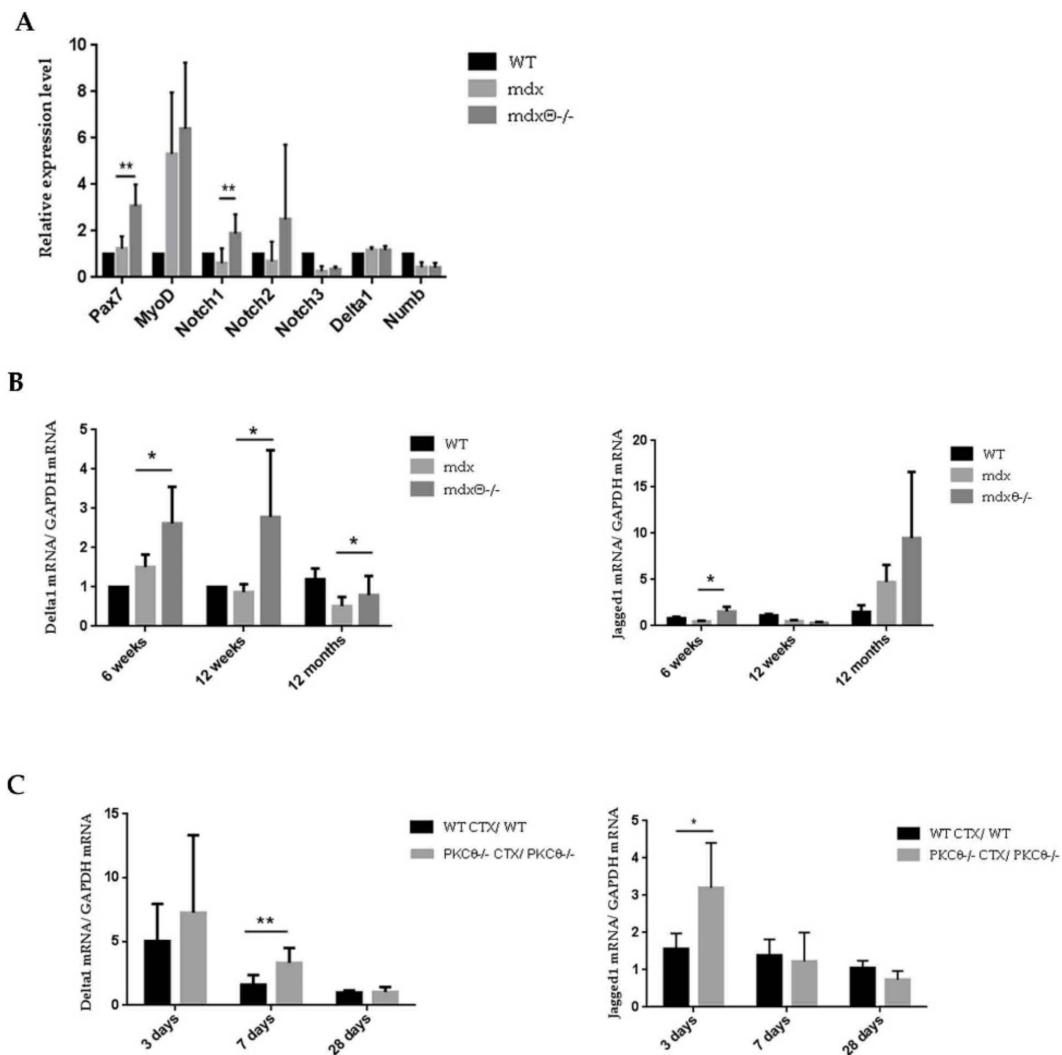 A
Relative expression level
10
8
6
4
2
0
**
**
Pax7
MyoD
Notch1
Notch2
Notch3
Delta1
Numb
WT
mdx
mdxΘ-/-
B
Delta1 mRNA/ GAPDH mRNA
5
4
3
2
1
0
*
*
*
6 weeks
12 weeks
12 months
WT
mdx
mdxΘ-/-
Jagged1 mRNA/ GAPDH mRNA
20
15
10
5
0
*
6 weeks
12 weeks
12 months
WT
mdx
mdxθ-/-
C
Delta1 mRNA/ GAPDH mRNA
15
10
5
0
**
3 days
7 days
28 days
WT CTX/ WT
PKCθ-/- CTX/ PKCθ-/-
Jagged1 mRNA/ GAPDH mRNA
5
4
3
2
1
0
*
3 days
7 days
28 days
WT CTX/ WT
PKCθ-/- CTX/ PKCθ-/-